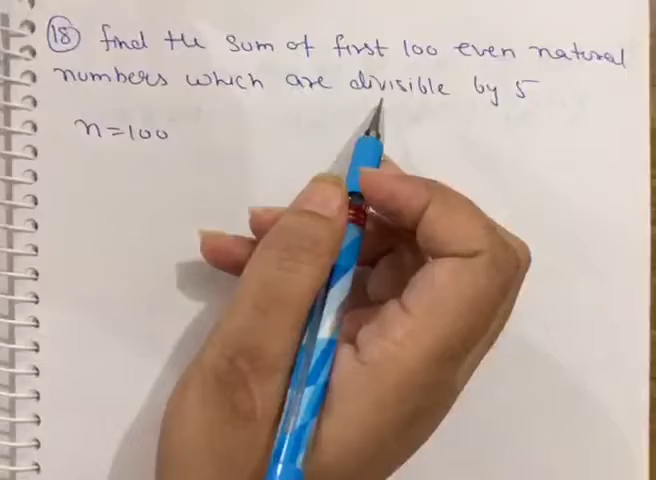 18 find the sum of first 100 even natural
numbers which are divisible by 5
n=100